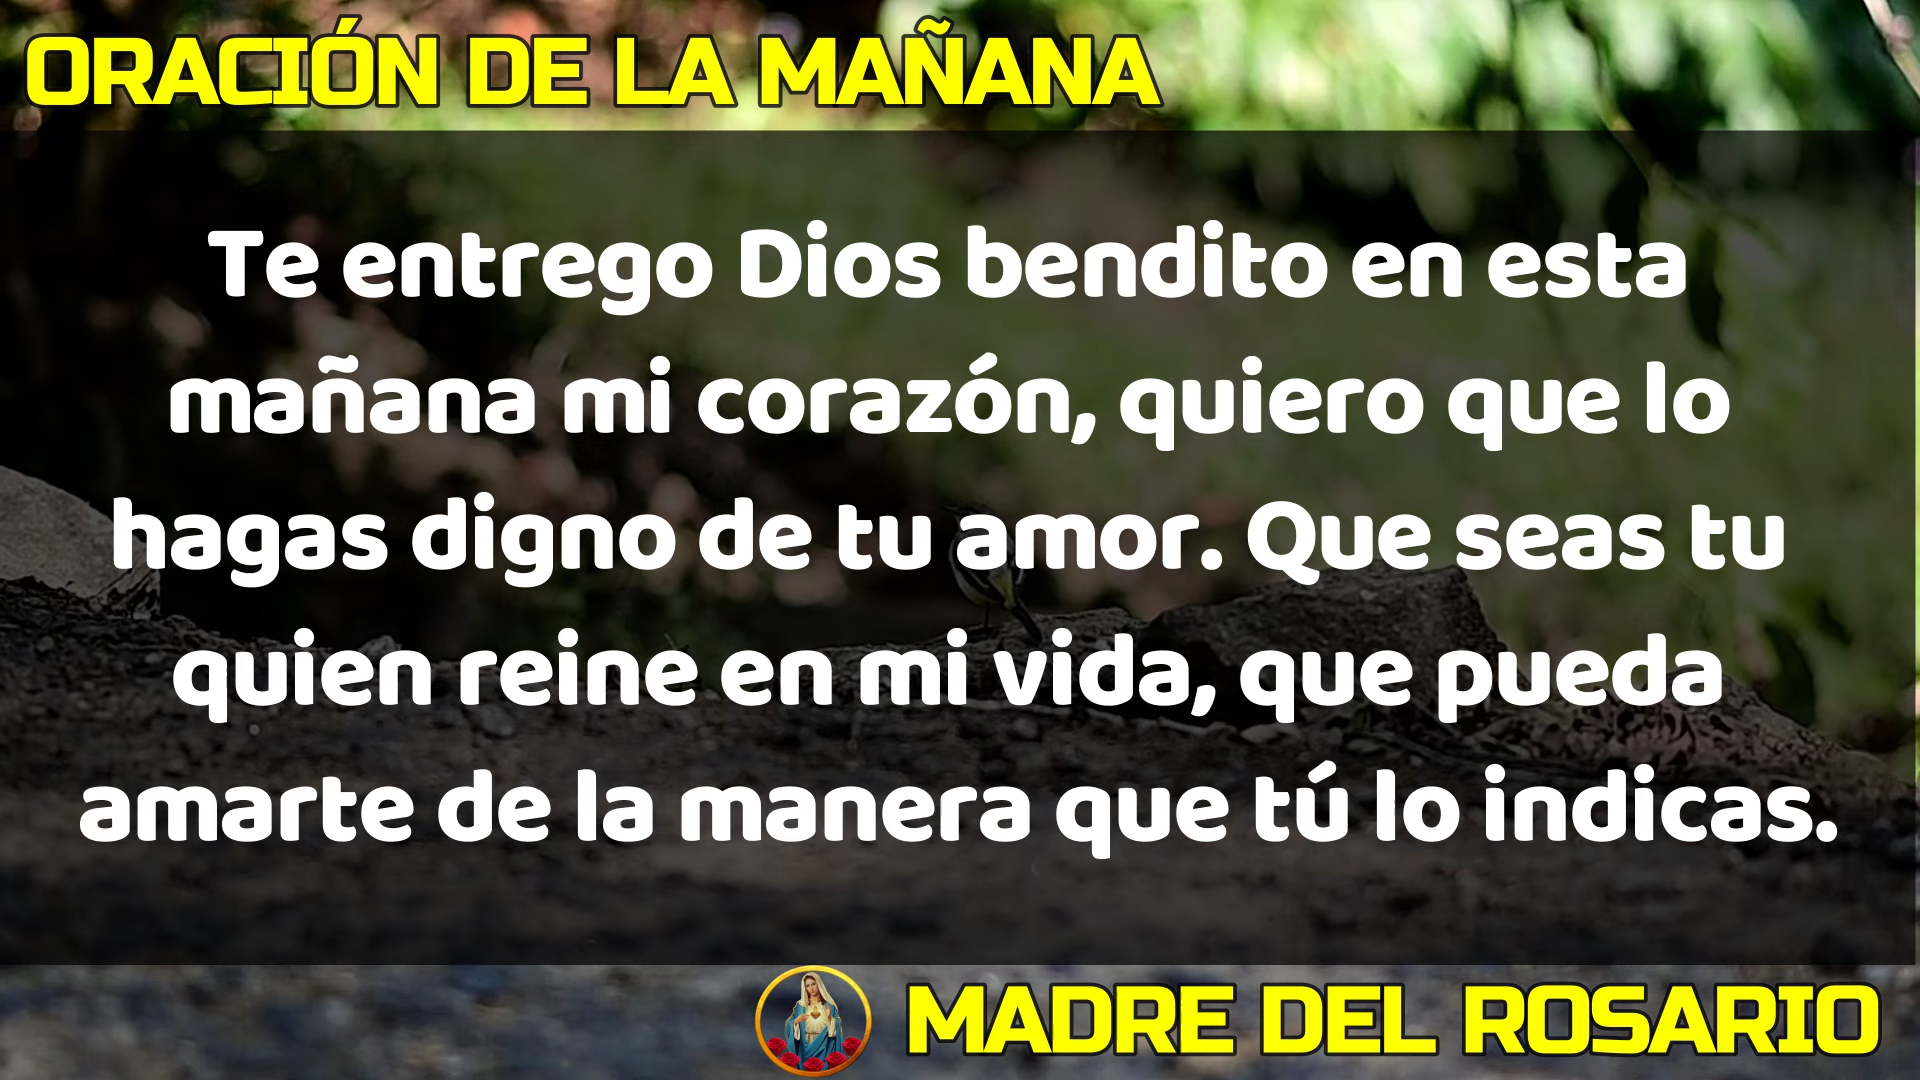 ORACIÓN DE LA MAÑANA
Te entrego Dios bendito en esta
mañana mi corazón, quiero que lo
hagas digno de tu amor. Que seas tu
quien reine en mi vida, que pueda
amarte de la manera que tú lo indicas.
MADRE DEL ROSARIO